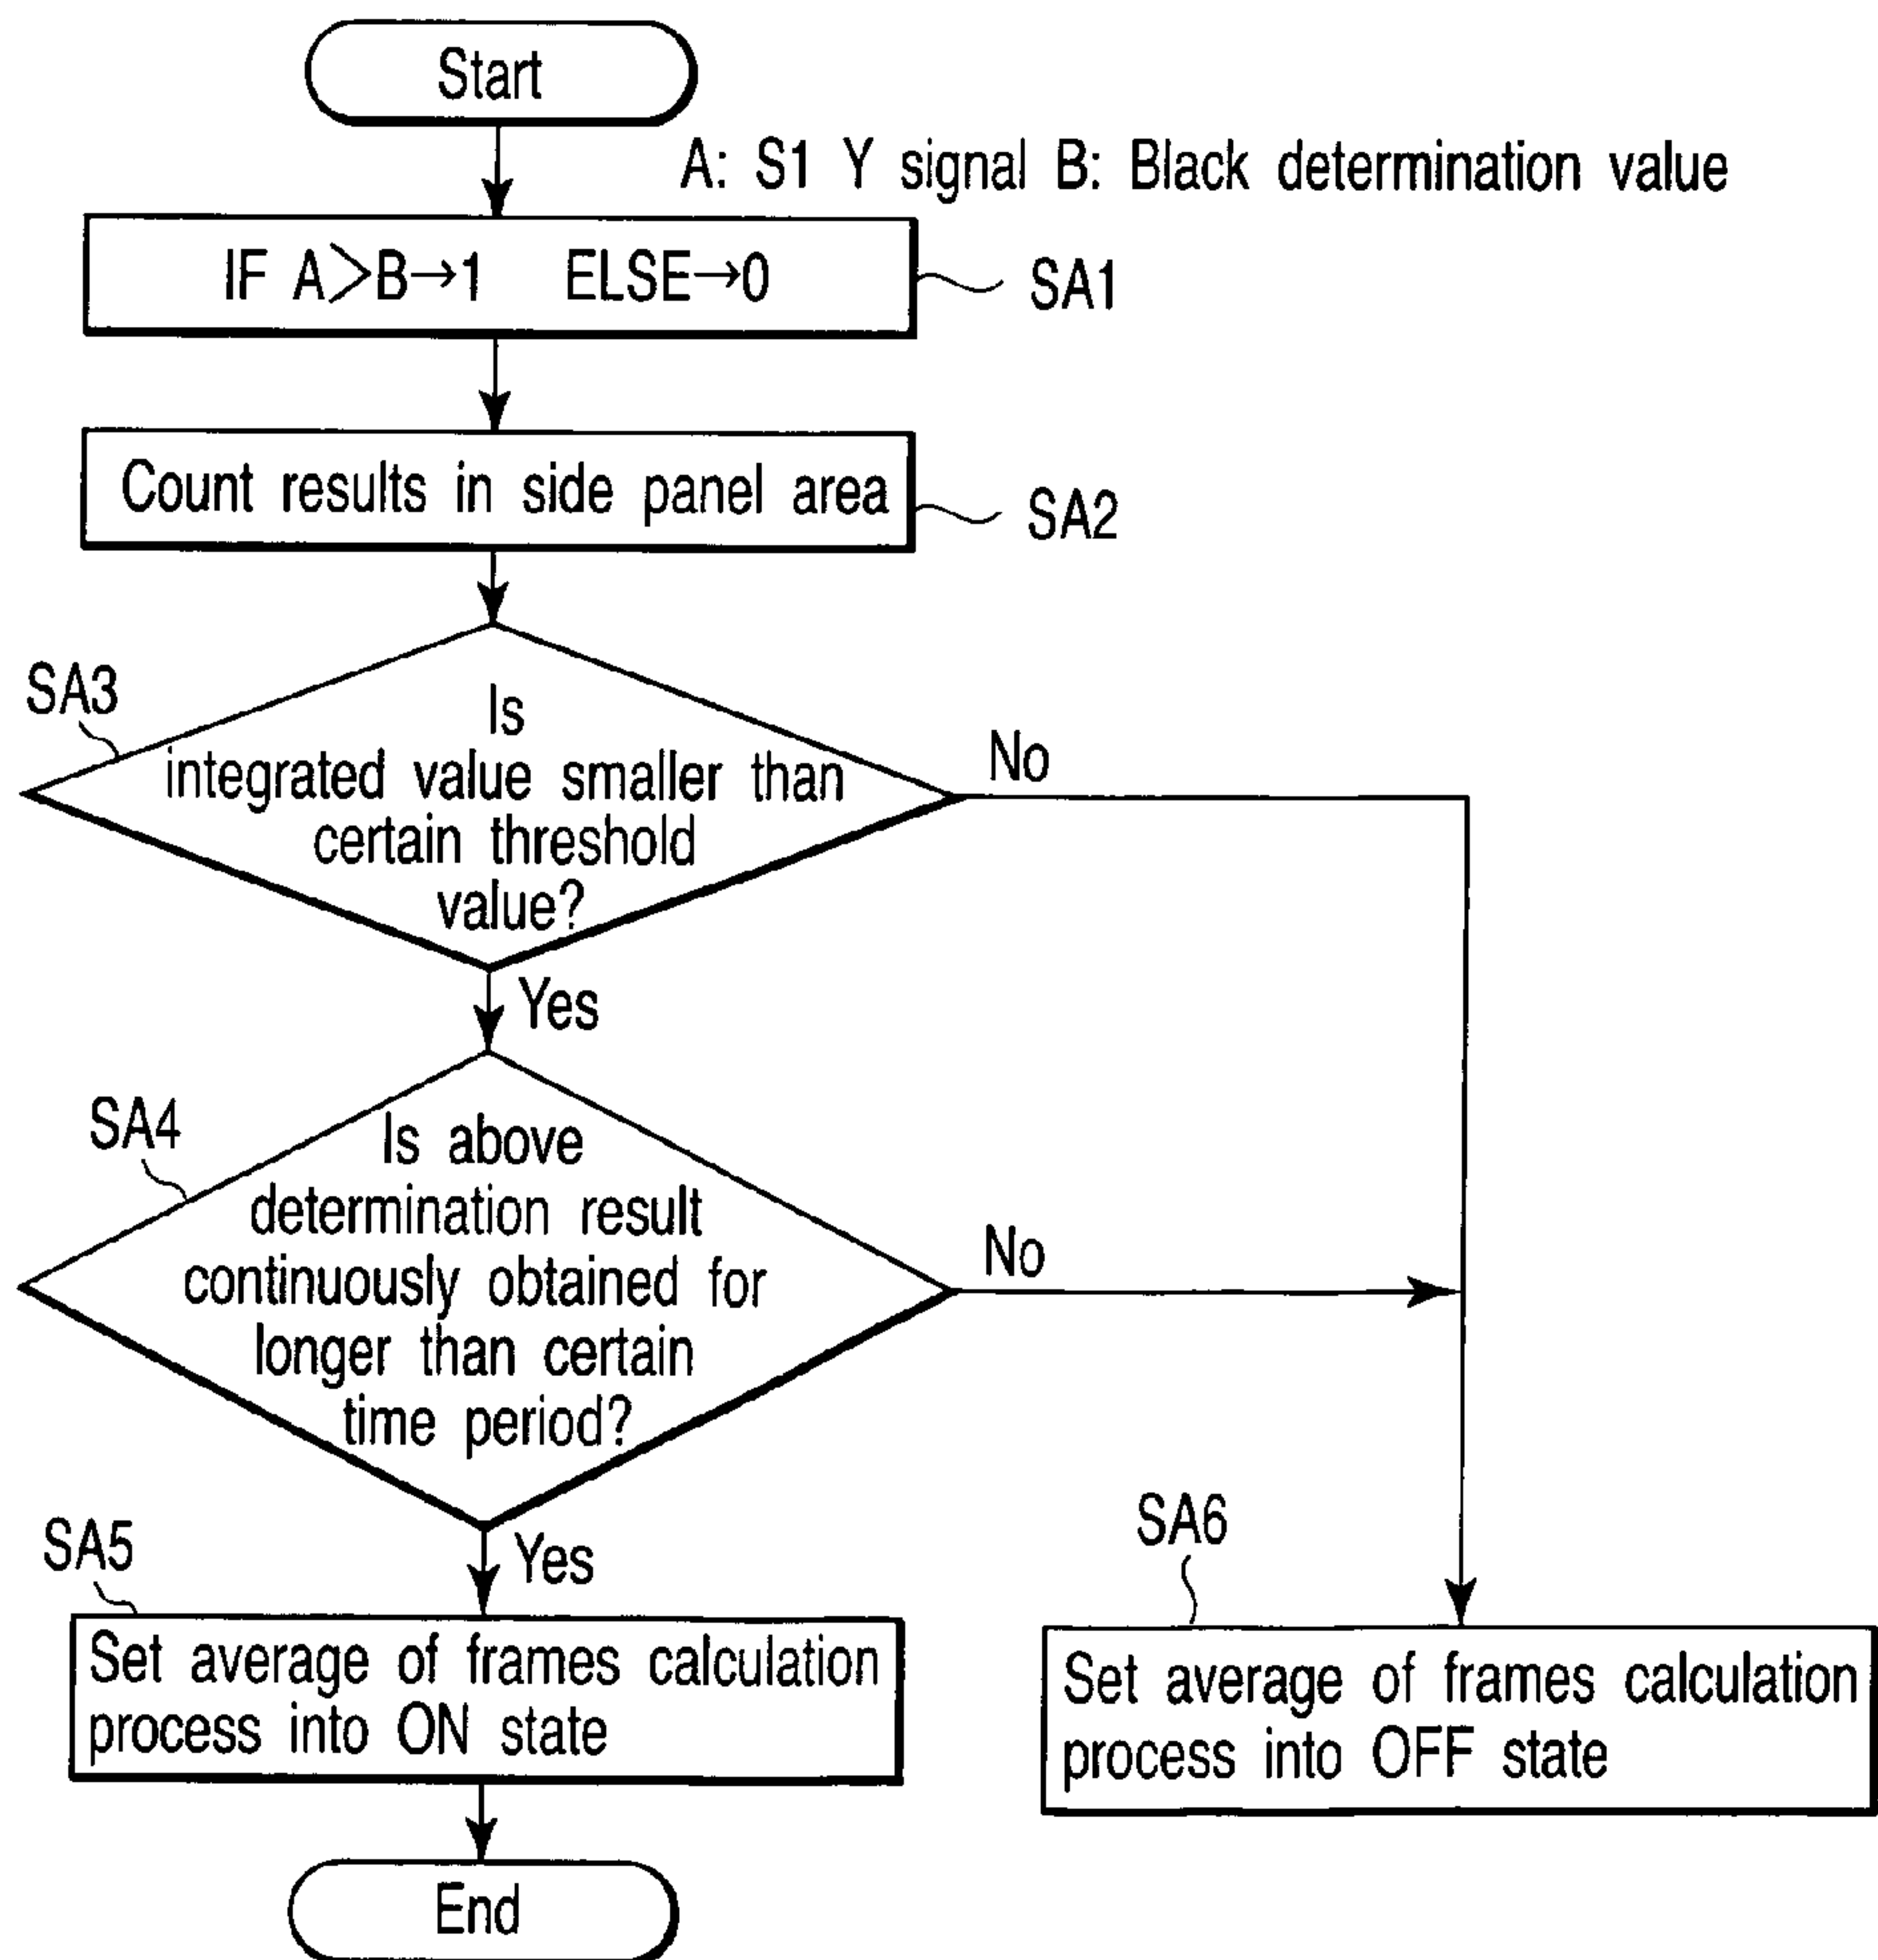 Start
A: S1 Y signal B: Black determination value
IF A>B→1 ELSE→0
SA1
Count results in side panel area
SA2
SA3
Is
integrated value smaller than
certain threshold
value?
No
Yes
SA4
Is above
determination result
continuously obtained for
longer than certain
time period?
No
Yes
SA5
Set average of frames calculation
process into ON state
SA6
Set average of frames calculation
process into OFF state
End